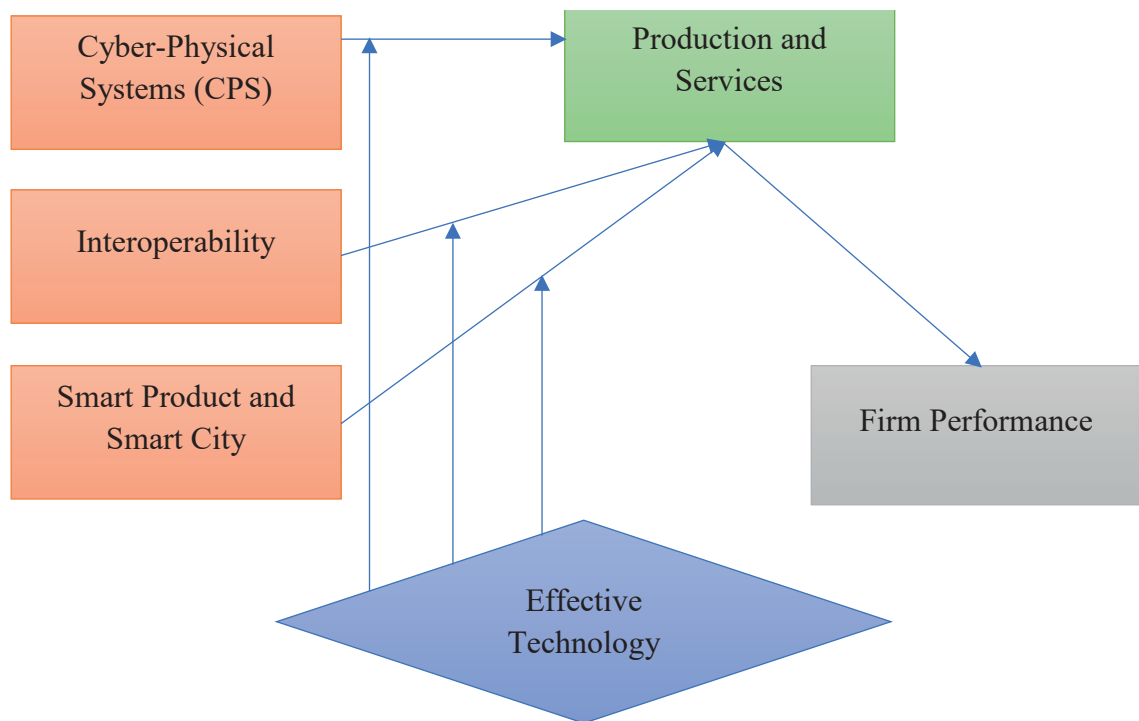 Cyber-Physical
Systems (CPS)
Production and
Services
Interoperability
Smart Product and
Smart City
Firm Performance
Effective
Technology